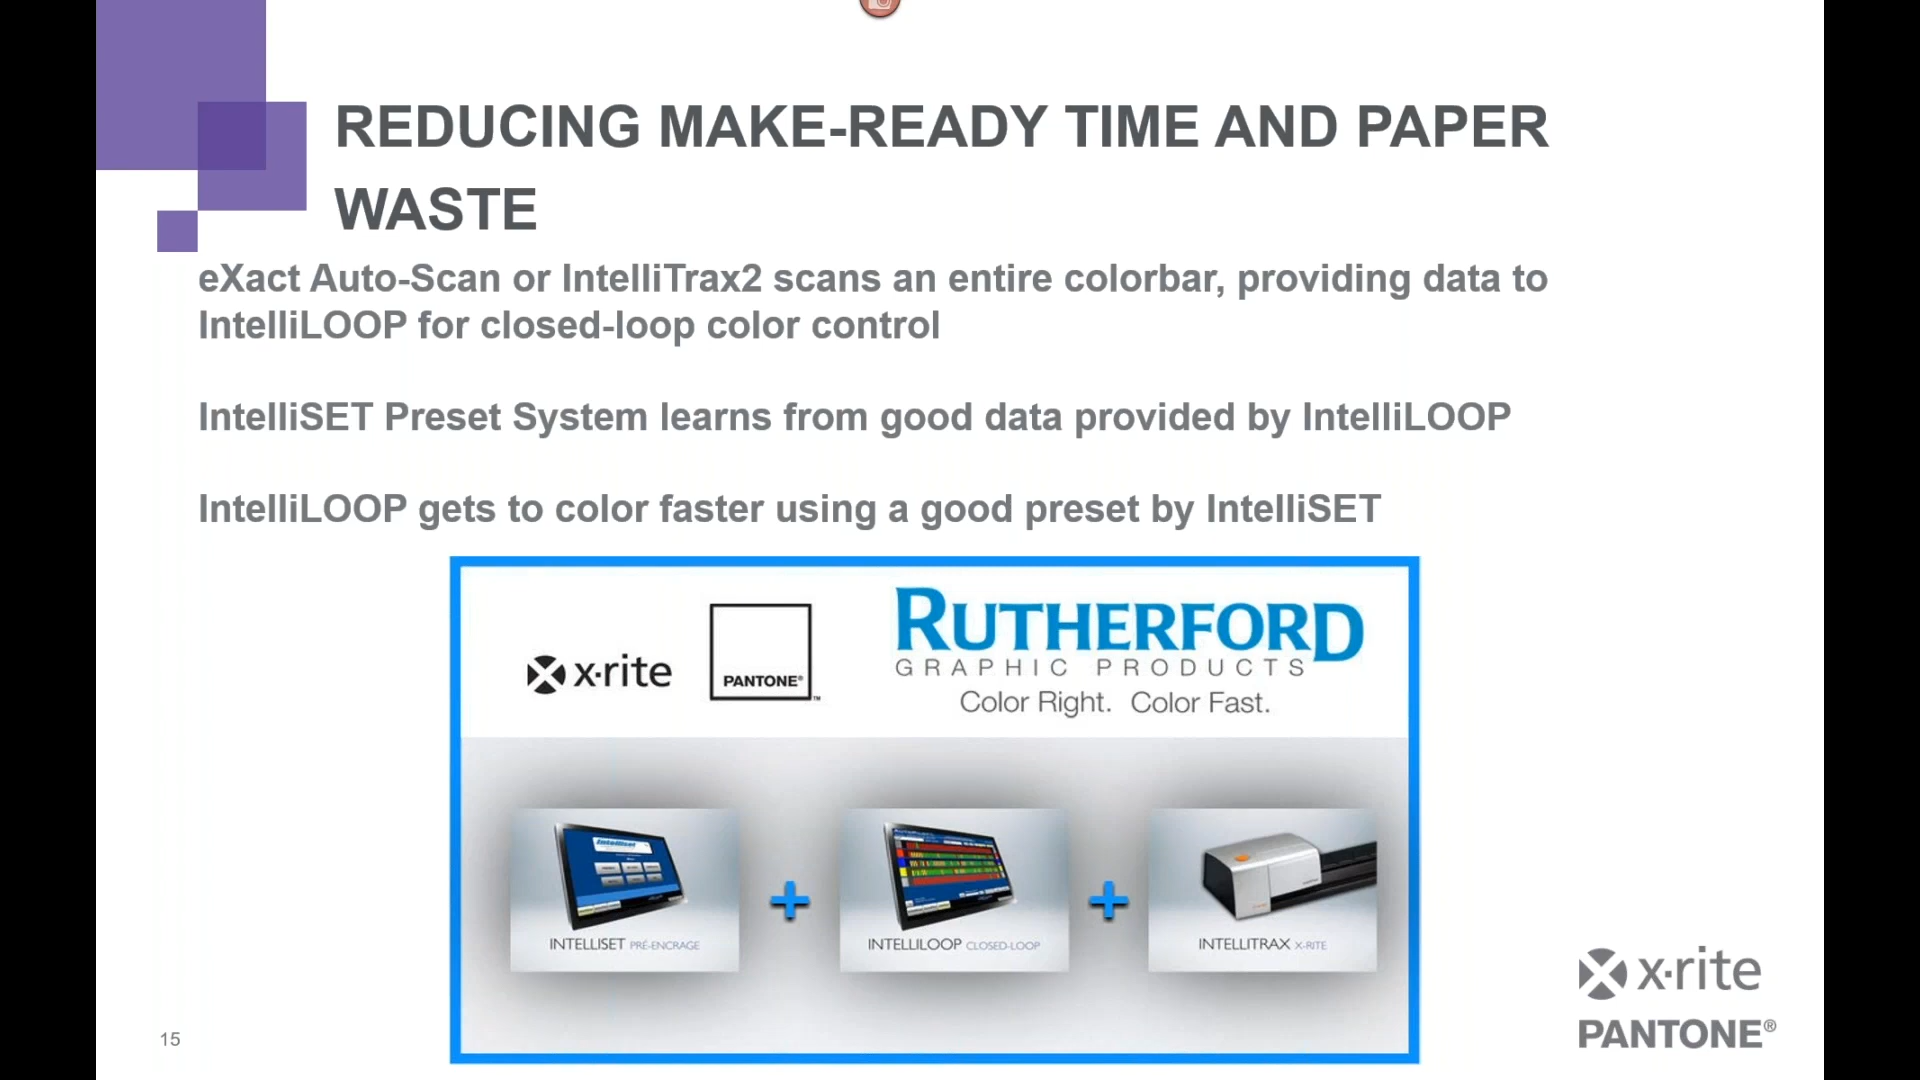 REDUCING MAKE-READY TIME AND PAPER
WASTE
eXact Auto-Scan or IntelliTrax2 scans an entire colorbar, providing data to
IntelliLOOP for closed-loop color control
IntelliSET Preset System learns from good data provided by IntelliLOOP
IntelliLOOP gets to color faster using a good preset by IntelliSET
x·rite
PANTONE®
™
RUTHERFORD
GRAPHIC PRODUCTS
Color Right. Color Fast.
Intelliset
INTELLISET PRÉ-ENCRAGE
+
INTELLILOOP CLOSED-LOOP
+
INTELLITRAX X-RITE
x·rite
PANTONE®
15